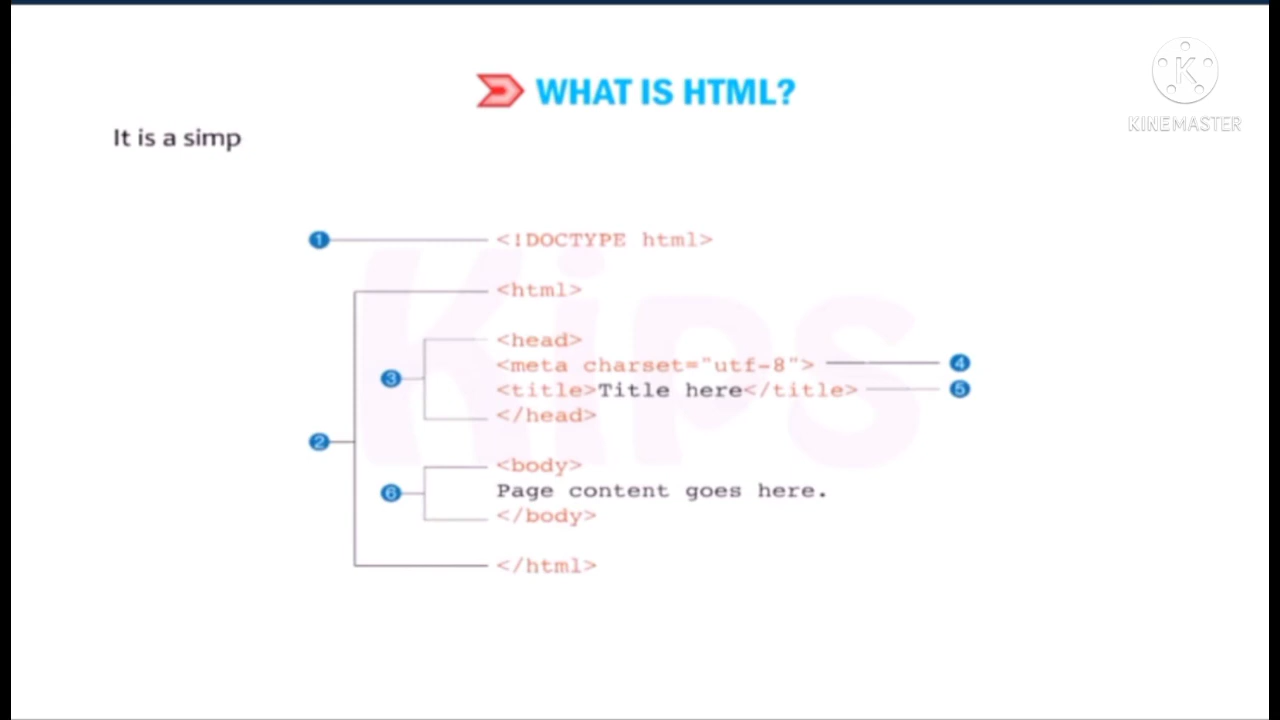 WHAT IS HTML?
KINEMASTER
It is a simp
1 <!DOCTYPE html>
<html>
<head>
<meta charset="utf-8"> 4
3
<title>Title here</title> 5
</head>
2
<body>
6 Page content goes here.
</body>
</html>
Kips